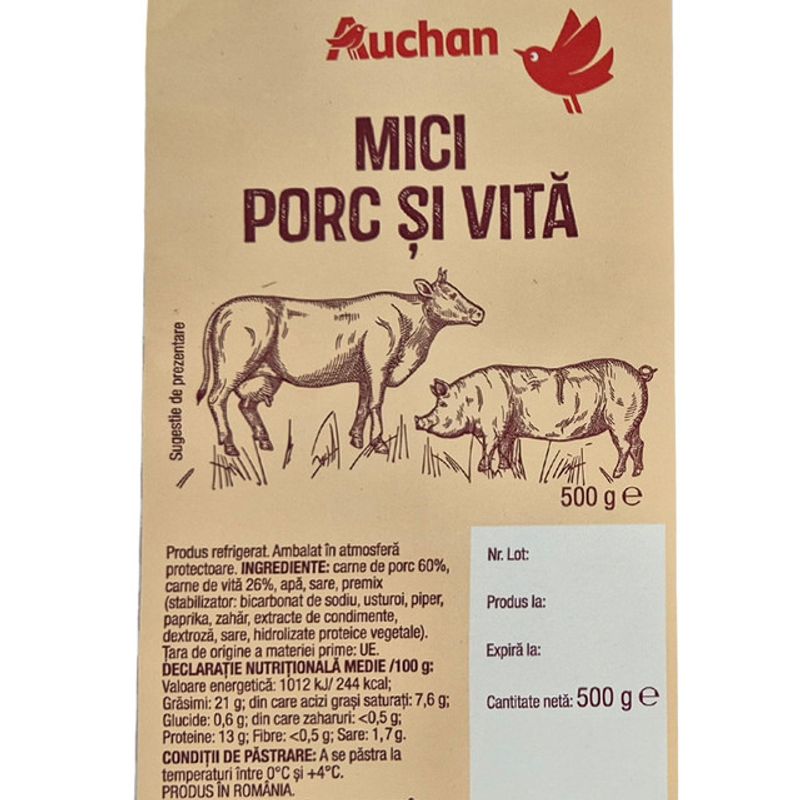 Auchan
MICI
PORC ȘI VITĂ
Sugestie de prezentare
500 g ℮
Produs refrigerat. Ambalat în atmosferă
protectoare. INGREDIENTE: carne de porc 60%,
carne de vită 26%, apă, sare, premix
(stabilizator: bicarbonat de sodiu, usturoi, piper,
paprika, zahăr, extracte de condimente,
dextroză, sare, hidrolizate proteice vegetale).
Țara de origine a materiei prime: UE.
DECLARAȚIE NUTRIȚIONALĂ MEDIE /100 g:
Valoare energetică: 1012 kJ/ 244 kcal;
Grăsimi: 21 g; din care acizi grași saturați: 7,6 g;
Glucide: 0,6 g; din care zaharuri: <0,5 g;
Proteine: 13 g; Fibre: <0,5 g; Sare: 1,7 g.
CONDIȚII DE PĂSTRARE: A se păstra la
temperaturi între 0°C și +4°C.
PRODUS ÎN ROMÂNIA.
Nr. Lot:
Produs la:
Expiră la:
Cantitate netă: 500 g ℮